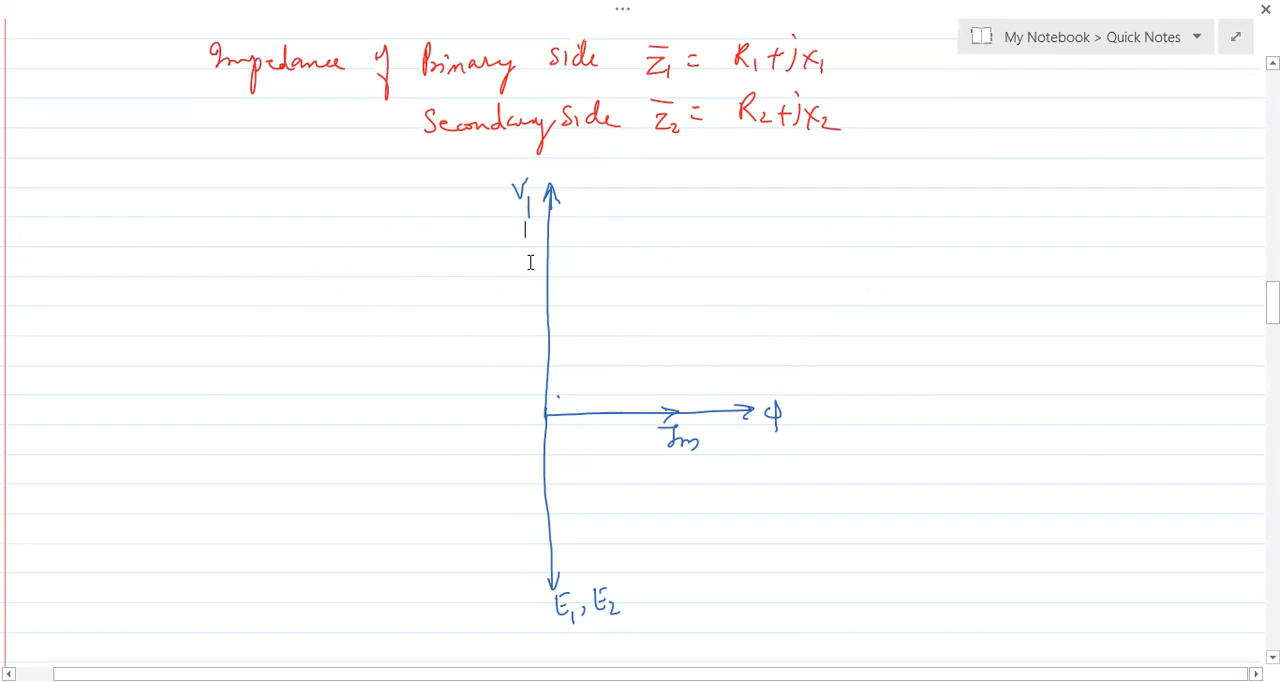 ...
My Notebook > Quick Notes
Impedance of Primary side Z̅₁ = R₁+jx₁
Secondary side Z̅₂ = R₂+jx₂
V₁
Im ϕ
E₁, E₂